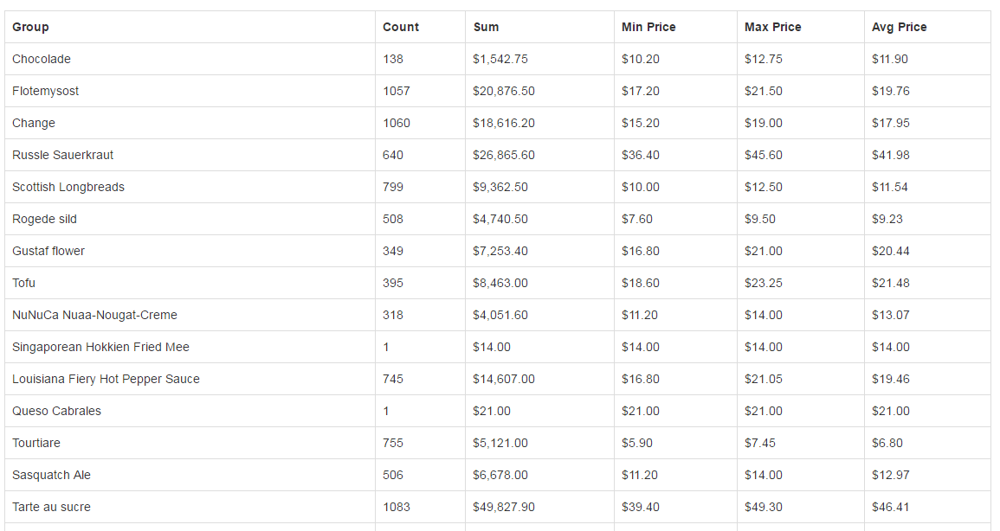 Group Count Sum Min Price Max Price Avg Price
Chocolade 138 $1,542.75 $10.20 $12.75 $11.90
Flotemysost 1057 $20,876.50 $17.20 $21.50 $19.76
Change 1060 $18,616.20 $15.20 $19.00 $17.95
Russle Sauerkraut 640 $26,865.60 $36.40 $45.60 $41.98
Scottish Longbreads 799 $9,362.50 $10.00 $12.50 $11.54
Rogede sild 508 $4,740.50 $7.60 $9.50 $9.23
Gustaf flower 349 $7,253.40 $16.80 $21.00 $20.44
Tofu 395 $8,463.00 $18.60 $23.25 $21.48
NuNuCa Nuaa-Nougat-Creme 318 $4,051.60 $11.20 $14.00 $13.07
Singaporean Hokkien Fried Mee 1 $14.00 $14.00 $14.00 $14.00
Louisiana Fiery Hot Pepper Sauce 745 $14,607.00 $16.80 $21.05 $19.46
Queso Cabrales 1 $21.00 $21.00 $21.00 $21.00
Tourtiare 755 $5,121.00 $5.90 $7.45 $6.80
Sasquatch Ale 506 $6,678.00 $11.20 $14.00 $12.97
Tarte au sucre 1083 $49,827.90 $39.40 $49.30 $46.41